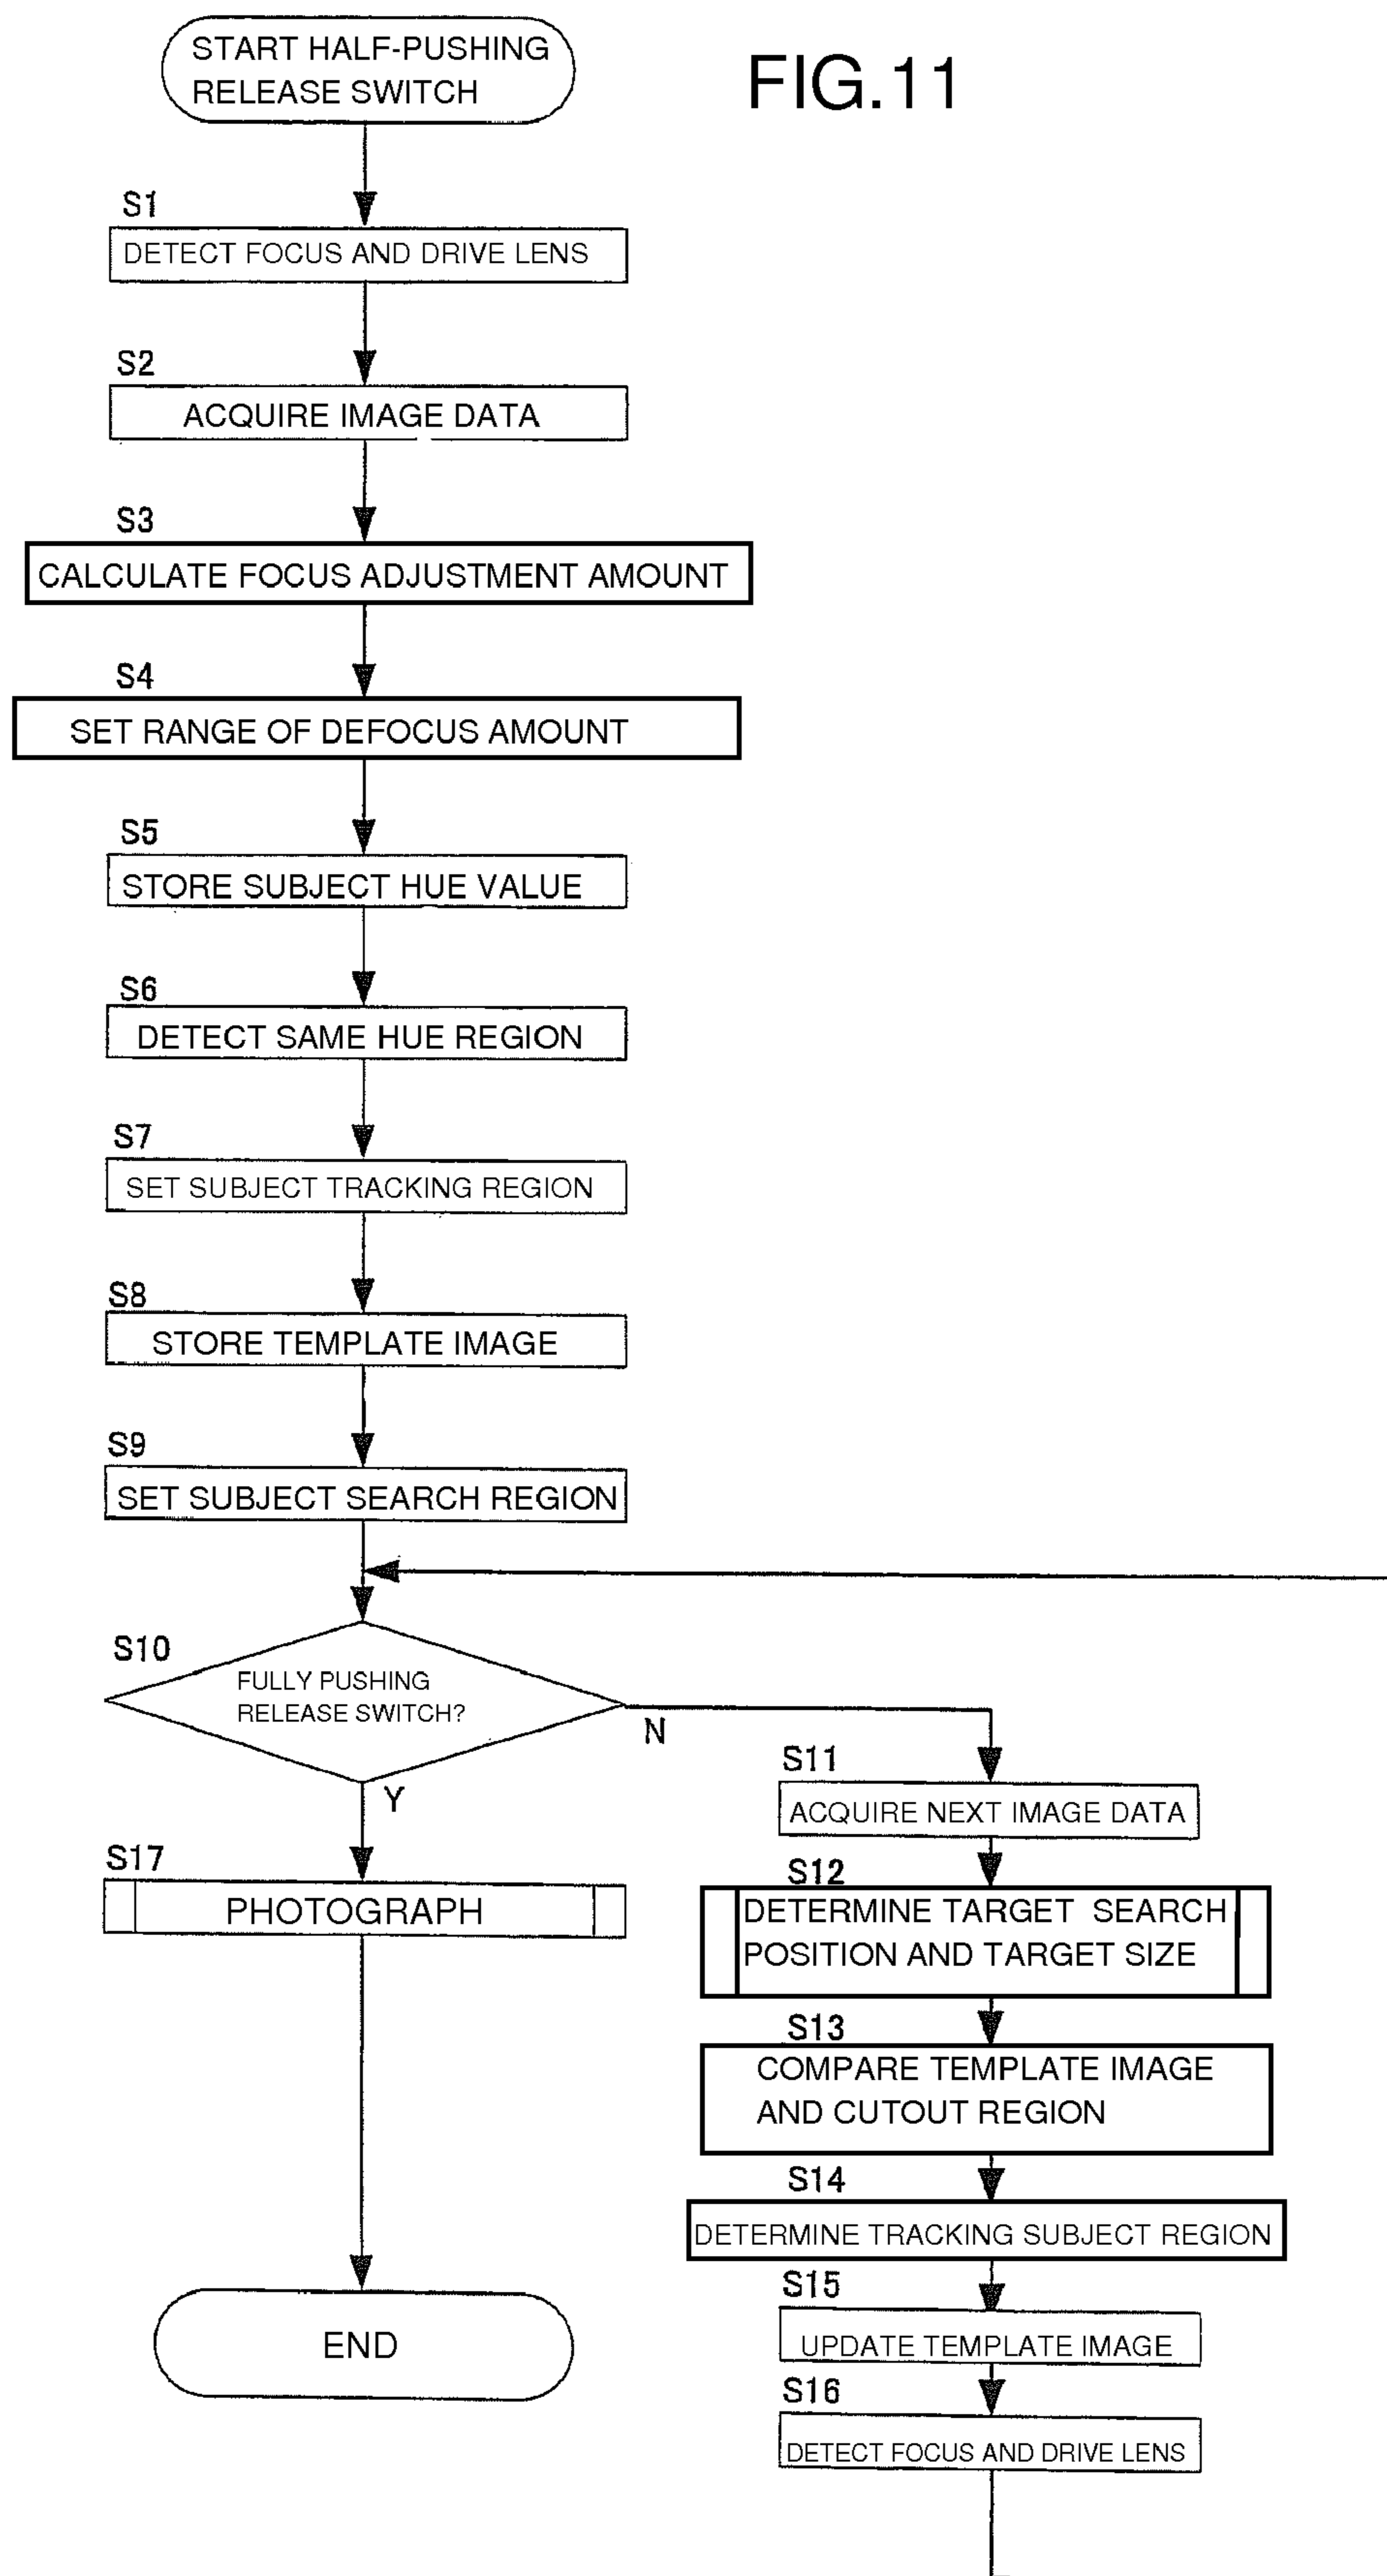 START HALF-PUSHING
RELEASE SWITCH
FIG.11
S1
DETECT FOCUS AND DRIVE LENS
S2
ACQUIRE IMAGE DATA
S3
CALCULATE FOCUS ADJUSTMENT AMOUNT
S4
SET RANGE OF DEFOCUS AMOUNT
S5
STORE SUBJECT HUE VALUE
S6
DETECT SAME HUE REGION
S7
SET SUBJECT TRACKING REGION
S8
STORE TEMPLATE IMAGE
S9
SET SUBJECT SEARCH REGION
S10
FULLY PUSHING
RELEASE SWITCH?
N
Y
S11
ACQUIRE NEXT IMAGE DATA
S12
DETERMINE TARGET SEARCH
POSITION AND TARGET SIZE
S13
COMPARE TEMPLATE IMAGE
AND CUTOUT REGION
S14
DETERMINE TRACKING SUBJECT REGION
S15
UPDATE TEMPLATE IMAGE
S16
DETECT FOCUS AND DRIVE LENS
S17
PHOTOGRAPH
END